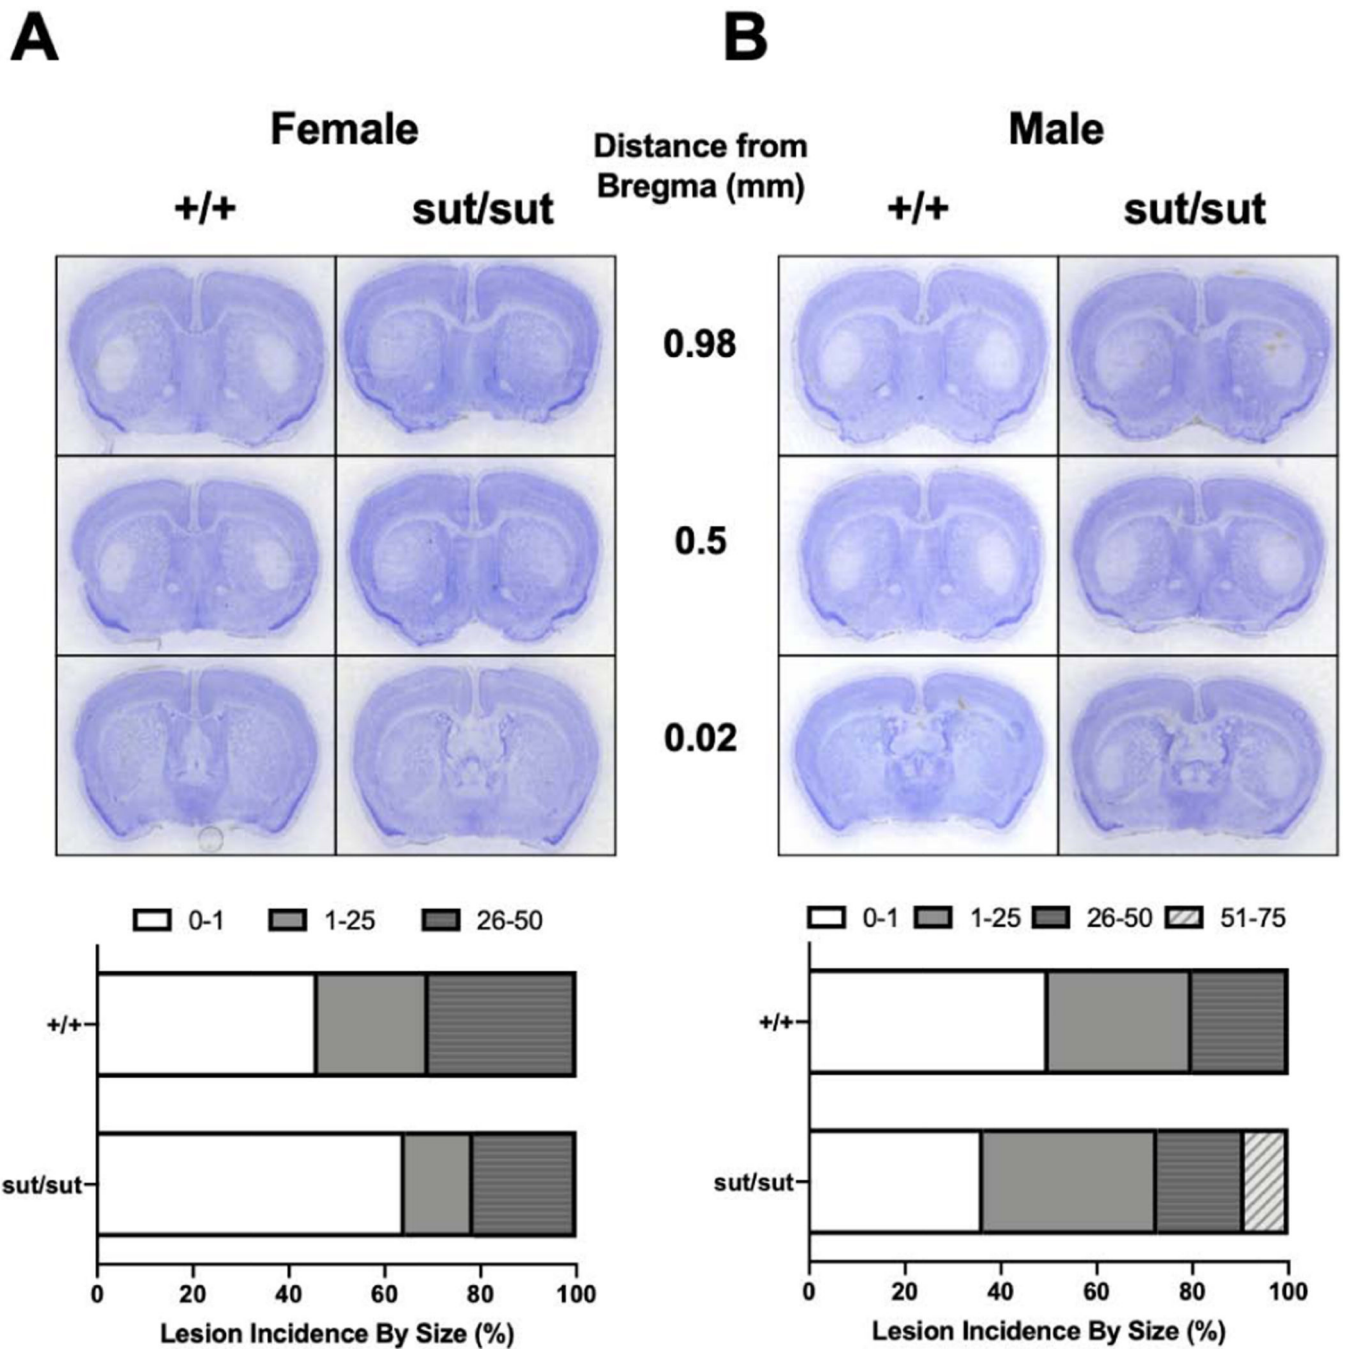 A
B
Female
Male
Distance from
Bregma (mm)
+/+
sut/sut
+/+
sut/sut
0.98
0.5
0.02
0-1
1-25
26-50
0-1
1-25
26-50
51-75
+/+
sut/sut
0
20
40
60
80
100
Lesion Incidence By Size (%)
+/+
sut/sut
0
20
40
60
80
100
Lesion Incidence By Size (%)